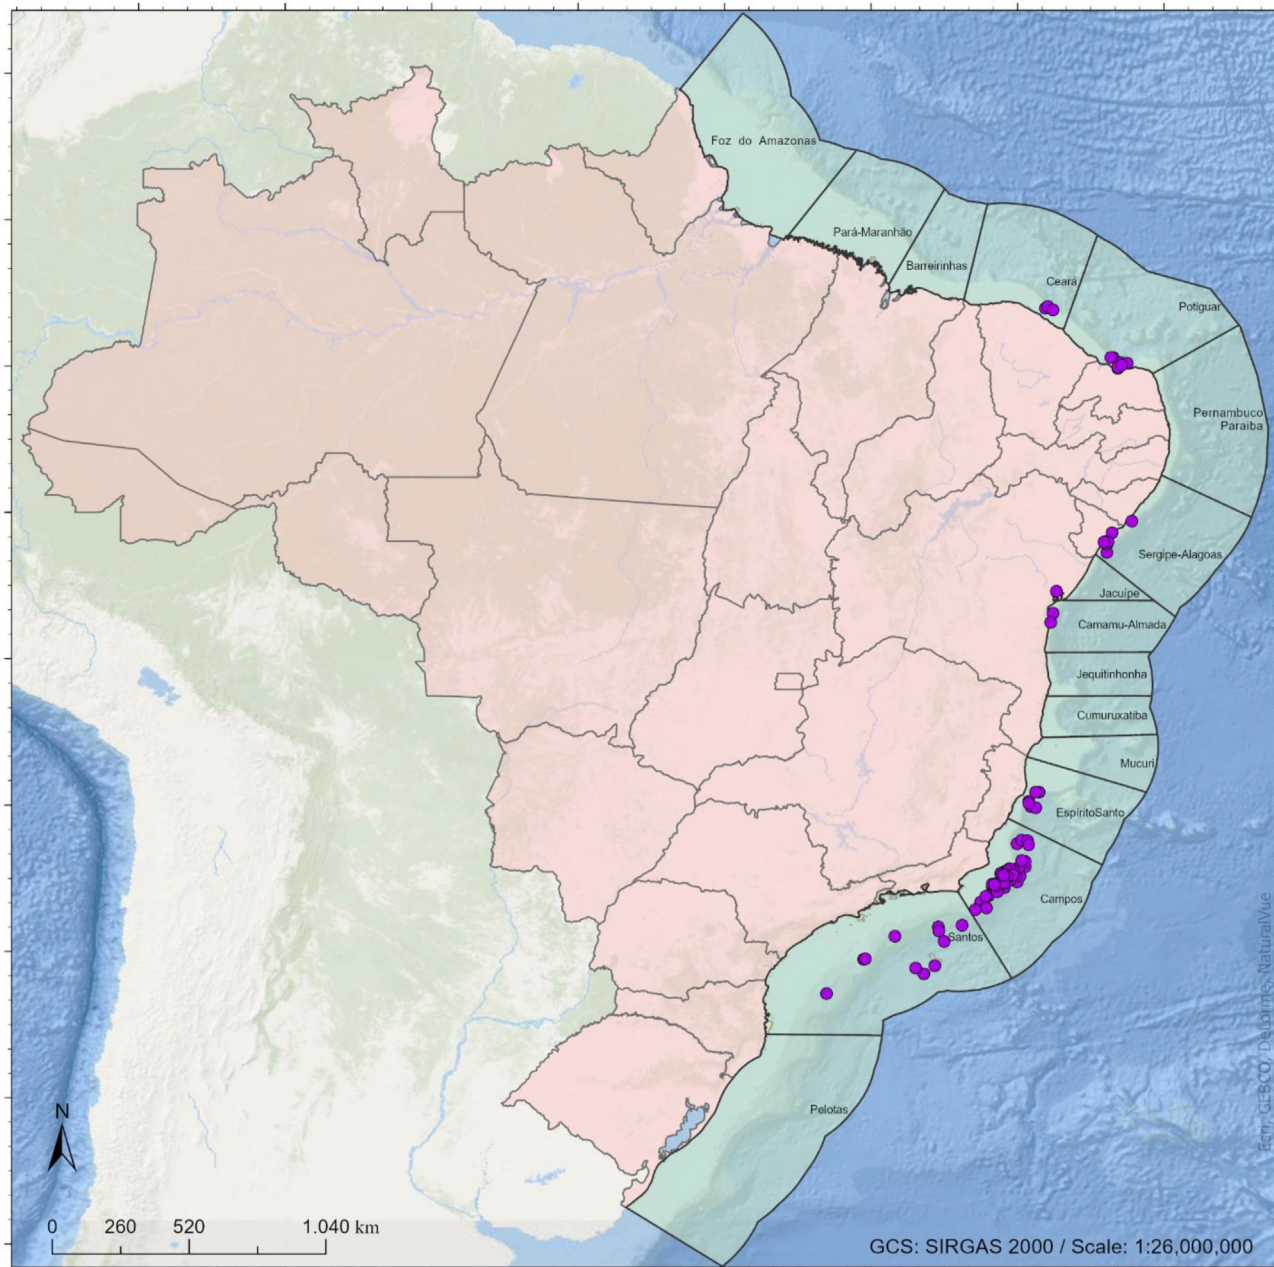 Foz do Amazonas
Pará-Maranhão
Barreirinhas
Ceará
Potiguar
Pernambuco
Paraiba
Sergipe-Alagoas
Jacuípe
Camamu-Almada
Jequitinhonha
Cumuruxatiba
Mucuri
EspíritoSanto
Campos
Santos
Pelotas
Esri, GEBCO, DeLorme, NaturalVue
N
0 260 520 1.040 km
GCS: SIRGAS 2000 / Scale: 1:26,000,000